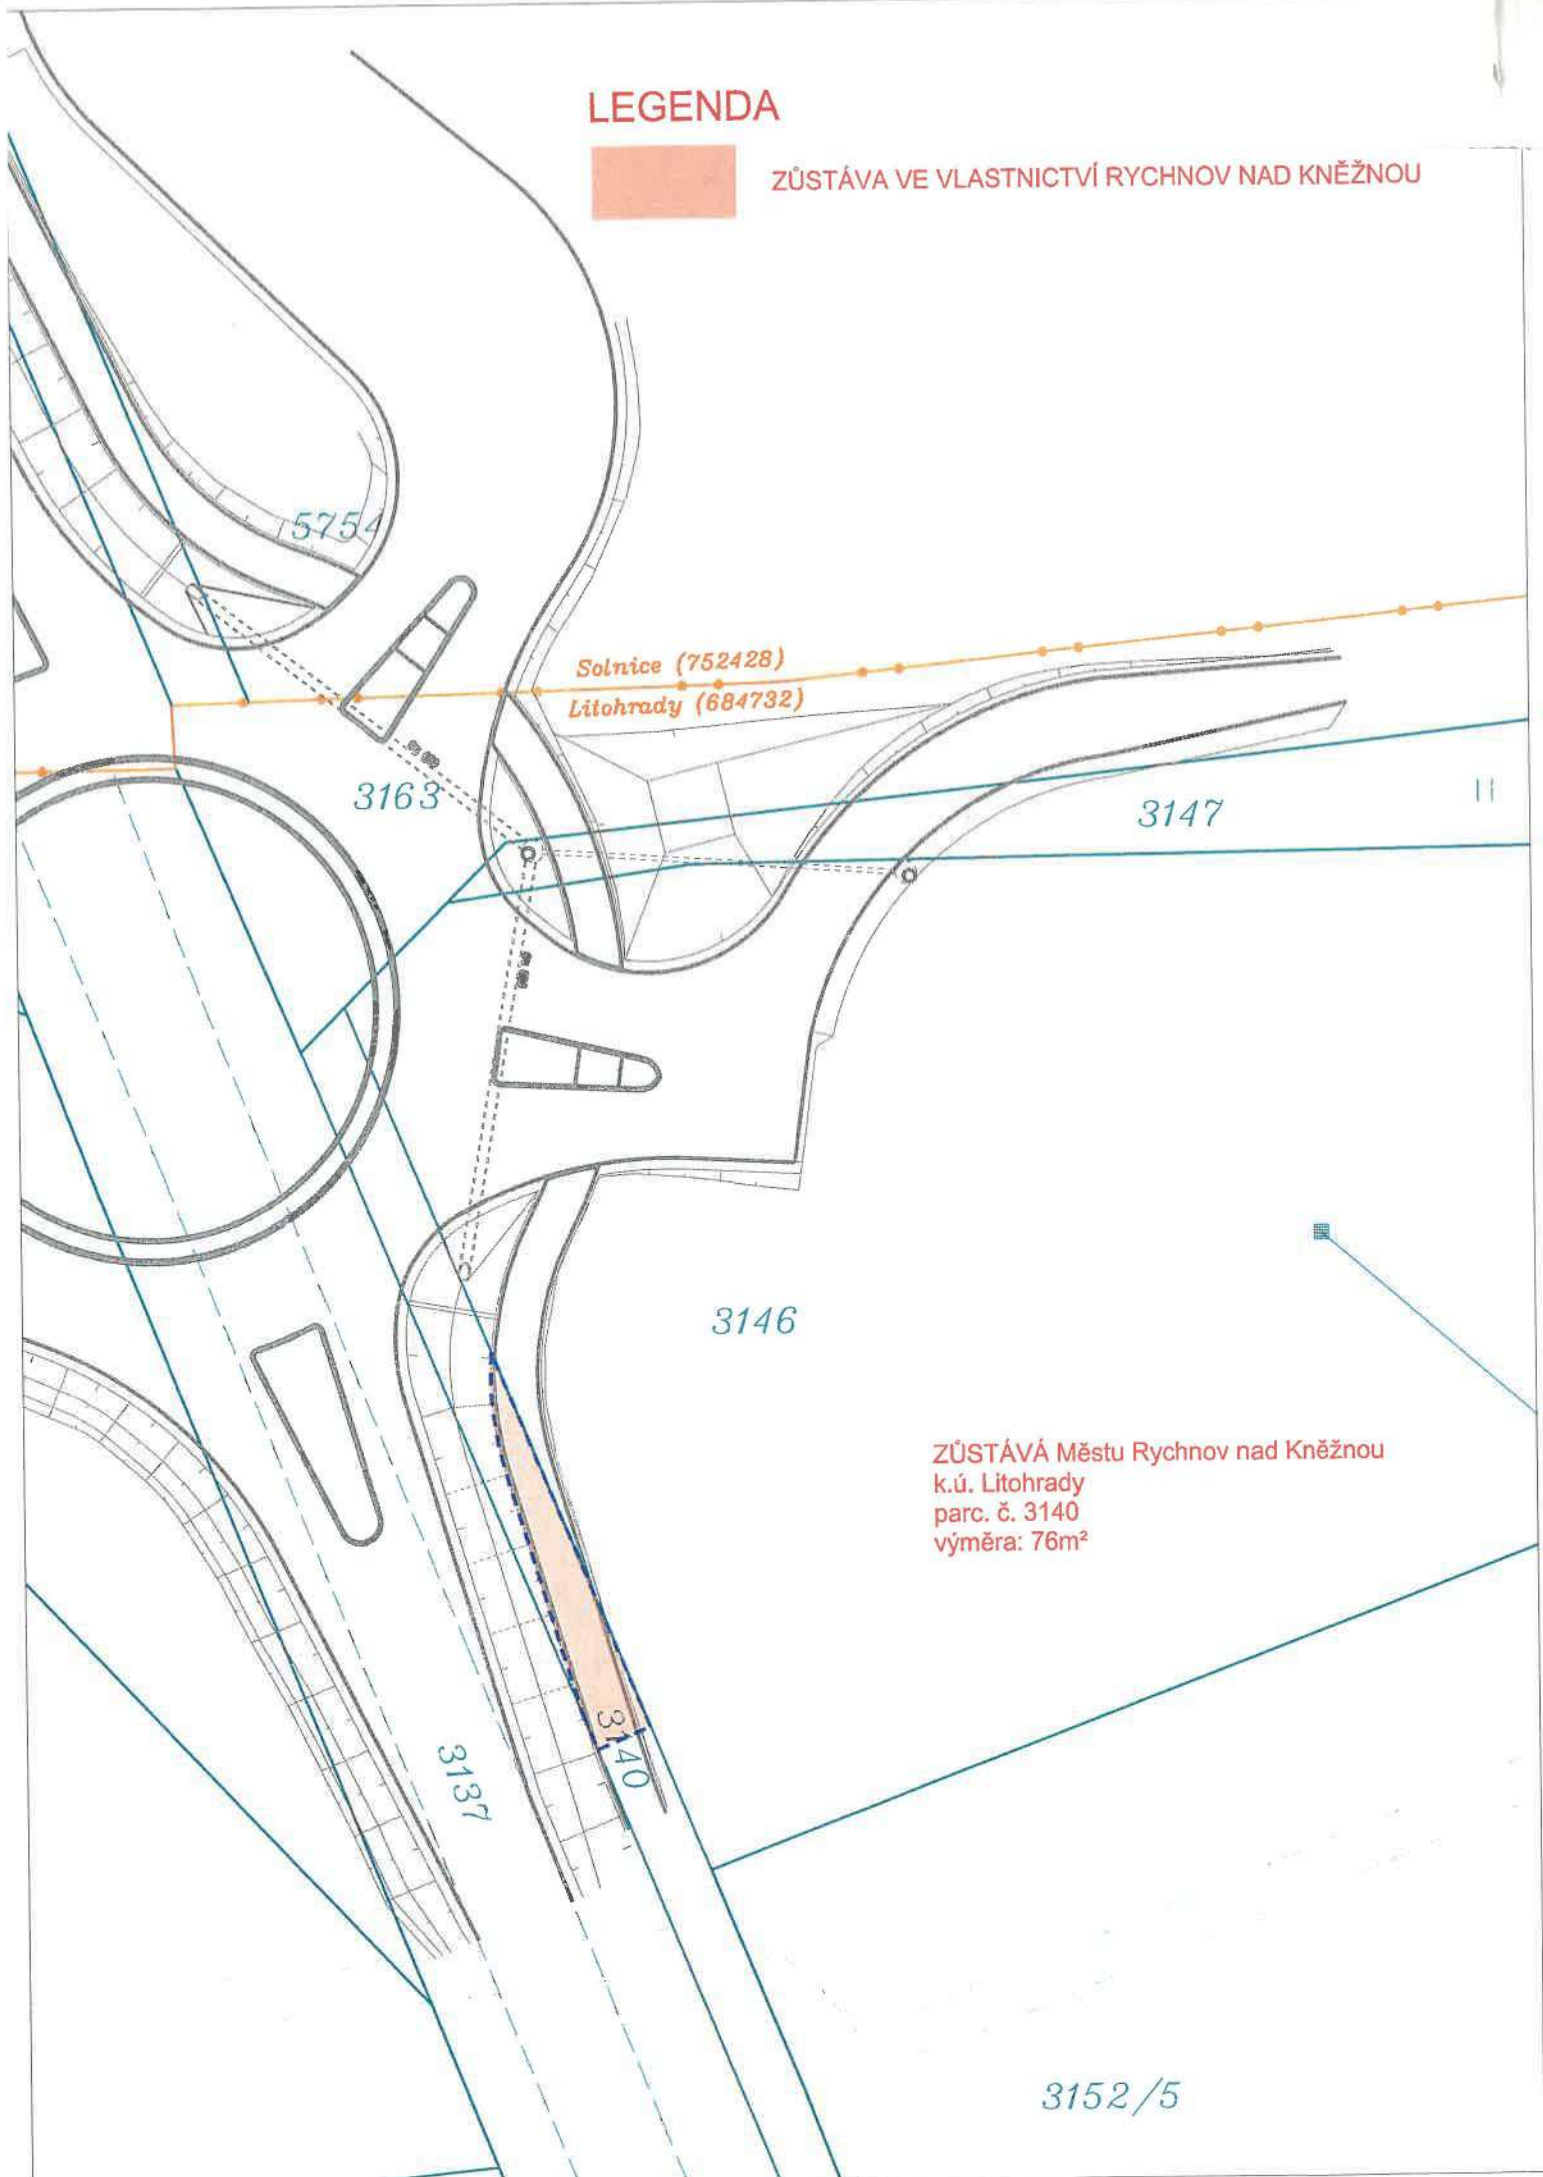 LEGENDA
ZŮSTÁVA VE VLASTNICTVÍ RYCHNOV NAD KNĚŽNOU
5754
Solnice (752428)
Litohrady (684732)
3163
3147
3146
ZŮSTÁVÁ Městu Rychnov nad Kněžnou
k.ú. Litohrady
parc. č. 3140
výměra: 76m²
3140
3137
3152/5